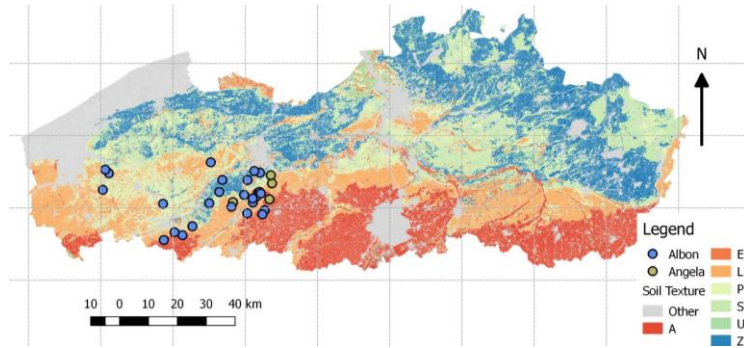 N
Legend
Albon
Angela
Soil Texture
Other
A
E
L
P
S
U
Z
10 0 10 20 30 40 km